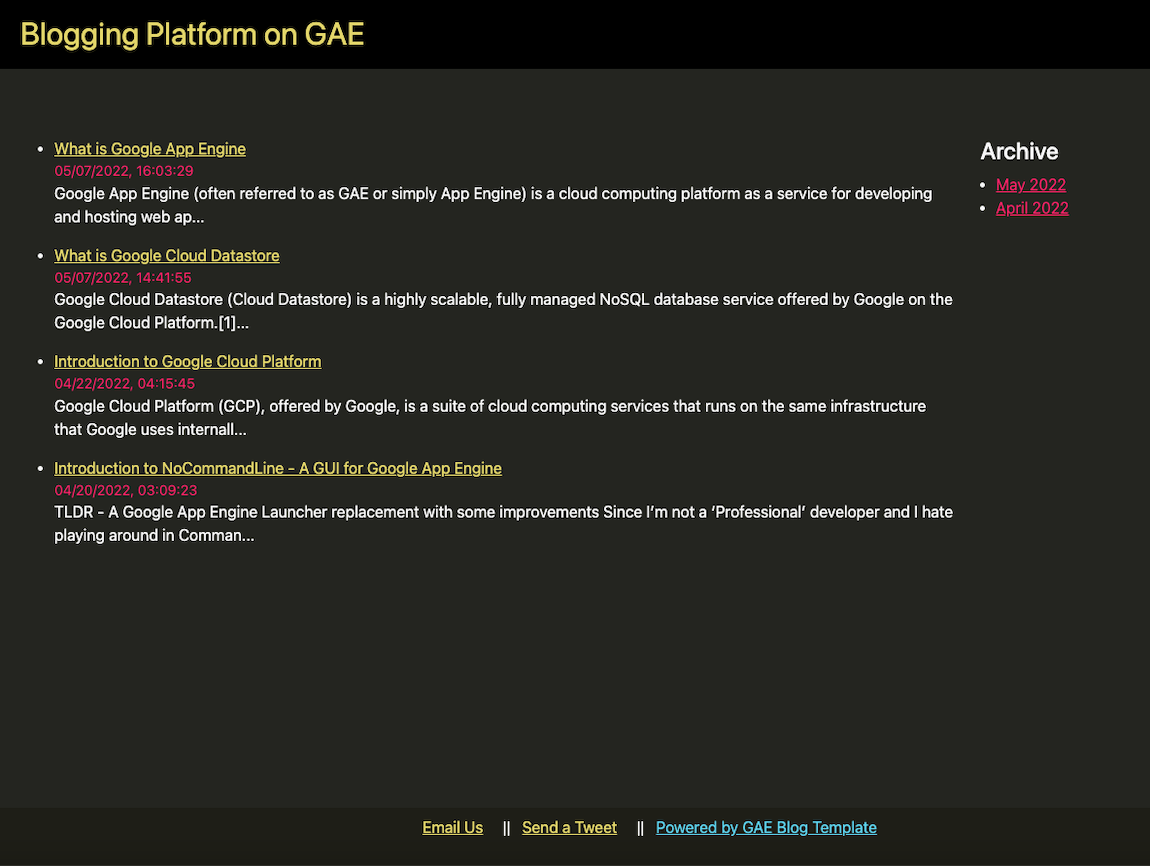 Blogging Platform on GAE
What is Google App Engine
05/07/2022, 16:03:29
Google App Engine (often referred to as GAE or simply App Engine) is a cloud computing platform as a service for developing
and hosting web ap...
What is Google Cloud Datastore
05/07/2022, 14:41:55
Google Cloud Datastore (Cloud Datastore) is a highly scalable, fully managed NoSQL database service offered by Google on the
Google Cloud Platform.[1]...
Introduction to Google Cloud Platform
04/22/2022, 04:15:45
Google Cloud Platform (GCP), offered by Google, is a suite of cloud computing services that runs on the same infrastructure
that Google uses internall...
Introduction to NoCommandLine - A GUI for Google App Engine
04/20/2022, 03:09:23
TLDR - A Google App Engine Launcher replacement with some improvements Since I’m not a ‘Professional’ developer and I hate
playing around in Comman...
Archive
May 2022
April 2022
Email Us || Send a Tweet || Powered by GAE Blog Template